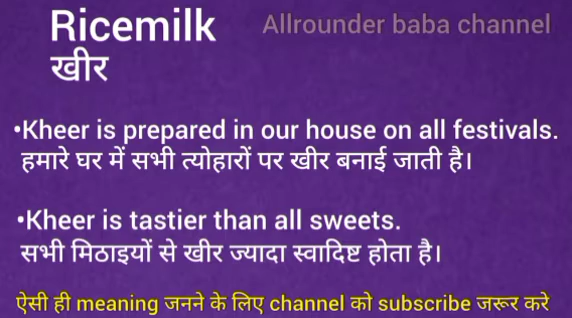 Ricemilk
Allrounder baba channel
खीर
•Kheer is prepared in our house on all festivals.
हमारे घर में सभी त्योहारों पर खीर बनाई जाती है।
•Kheer is tastier than all sweets.
सभी मिठाइयों से खीर ज्यादा स्वादिष्ट होता है।
ऐसी ही meaning जनने के लिए channel को subscribe जरूर करे